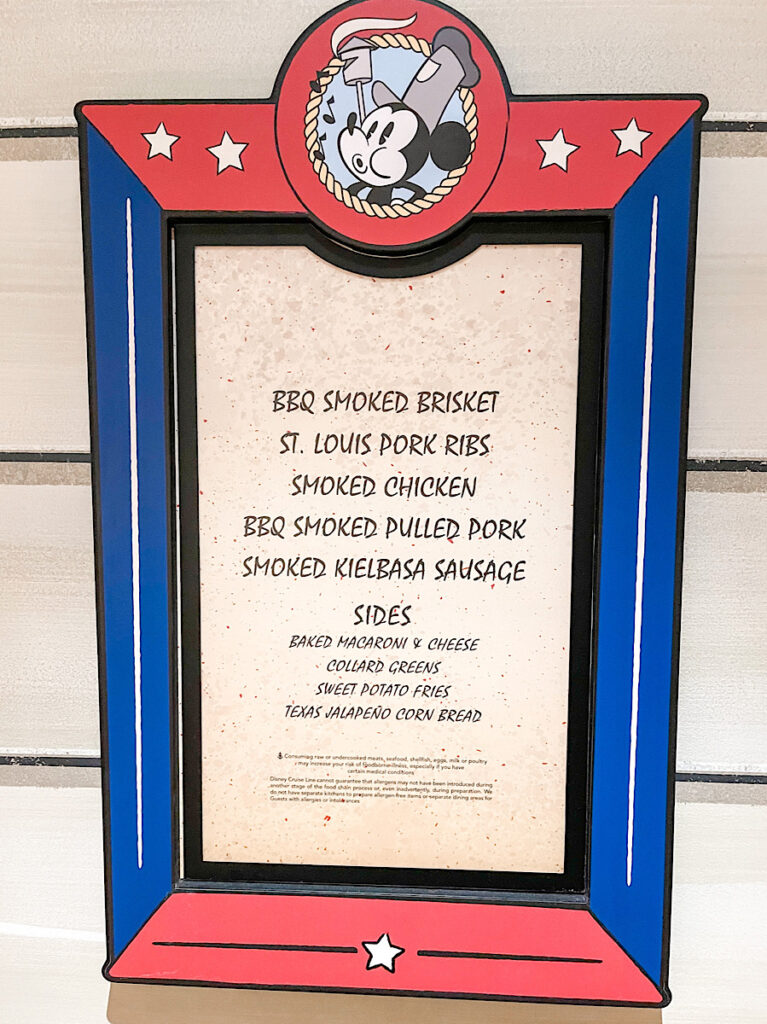 BBQ SMOKED BRISKET
ST. LOUIS PORK RIBS
SMOKED CHICKEN
BBQ SMOKED PULLED PORK
SMOKED KIELBASA SAUSAGE
SIDES
BAKED MACARONI & CHEESE
COLLARD GREENS
SWEET POTATO FRIES
TEXAS JALAPEÑO CORN BREAD
Consuming raw or undercooked meats, seafood, shellfish, eggs, milk or poultry
may increase your risk of foodborne illness, especially if you have
certain medical conditions
Disney Cruise Line cannot guarantee that allergens may not have been introduced during
another stage of the food chain process or, even inadvertently, during preparation. We
do not have separate kitchens to prepare allergen-free items or separate dining areas for
Guests with allergies or intolerances